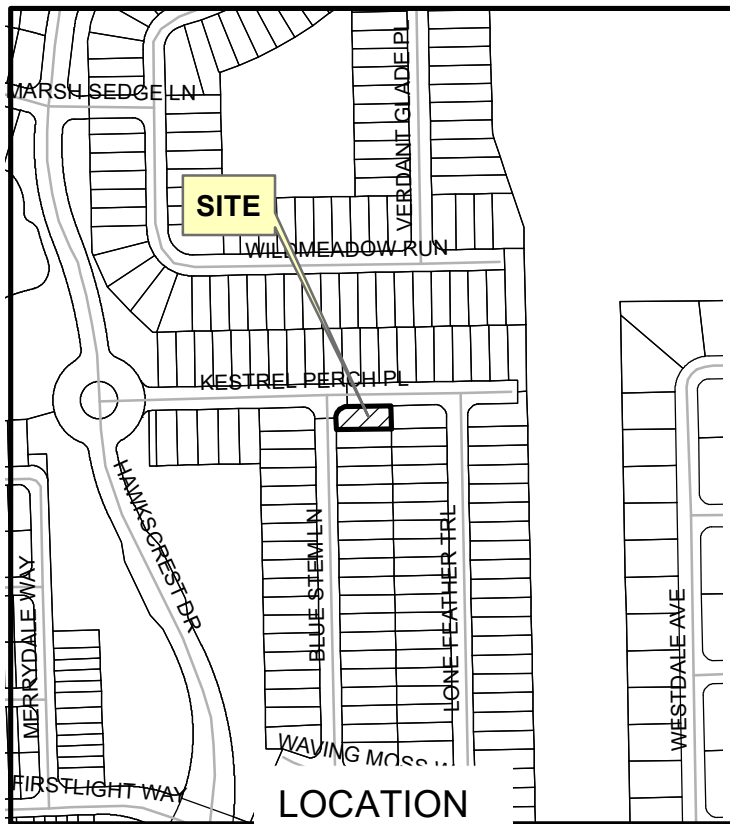 VERDANT GLADE PL
MARSH SEDGE LN
SITE
WILDMEADOW RUN
KESTREL PERCH PL
HAWKSCREST DR
BLUE STEM LN
LONE FEATHER TRL
MERRYDALE WAY
WESTDALE AVE
WAVING MOSS
FIRSTLIGHT WAY
LOCATION